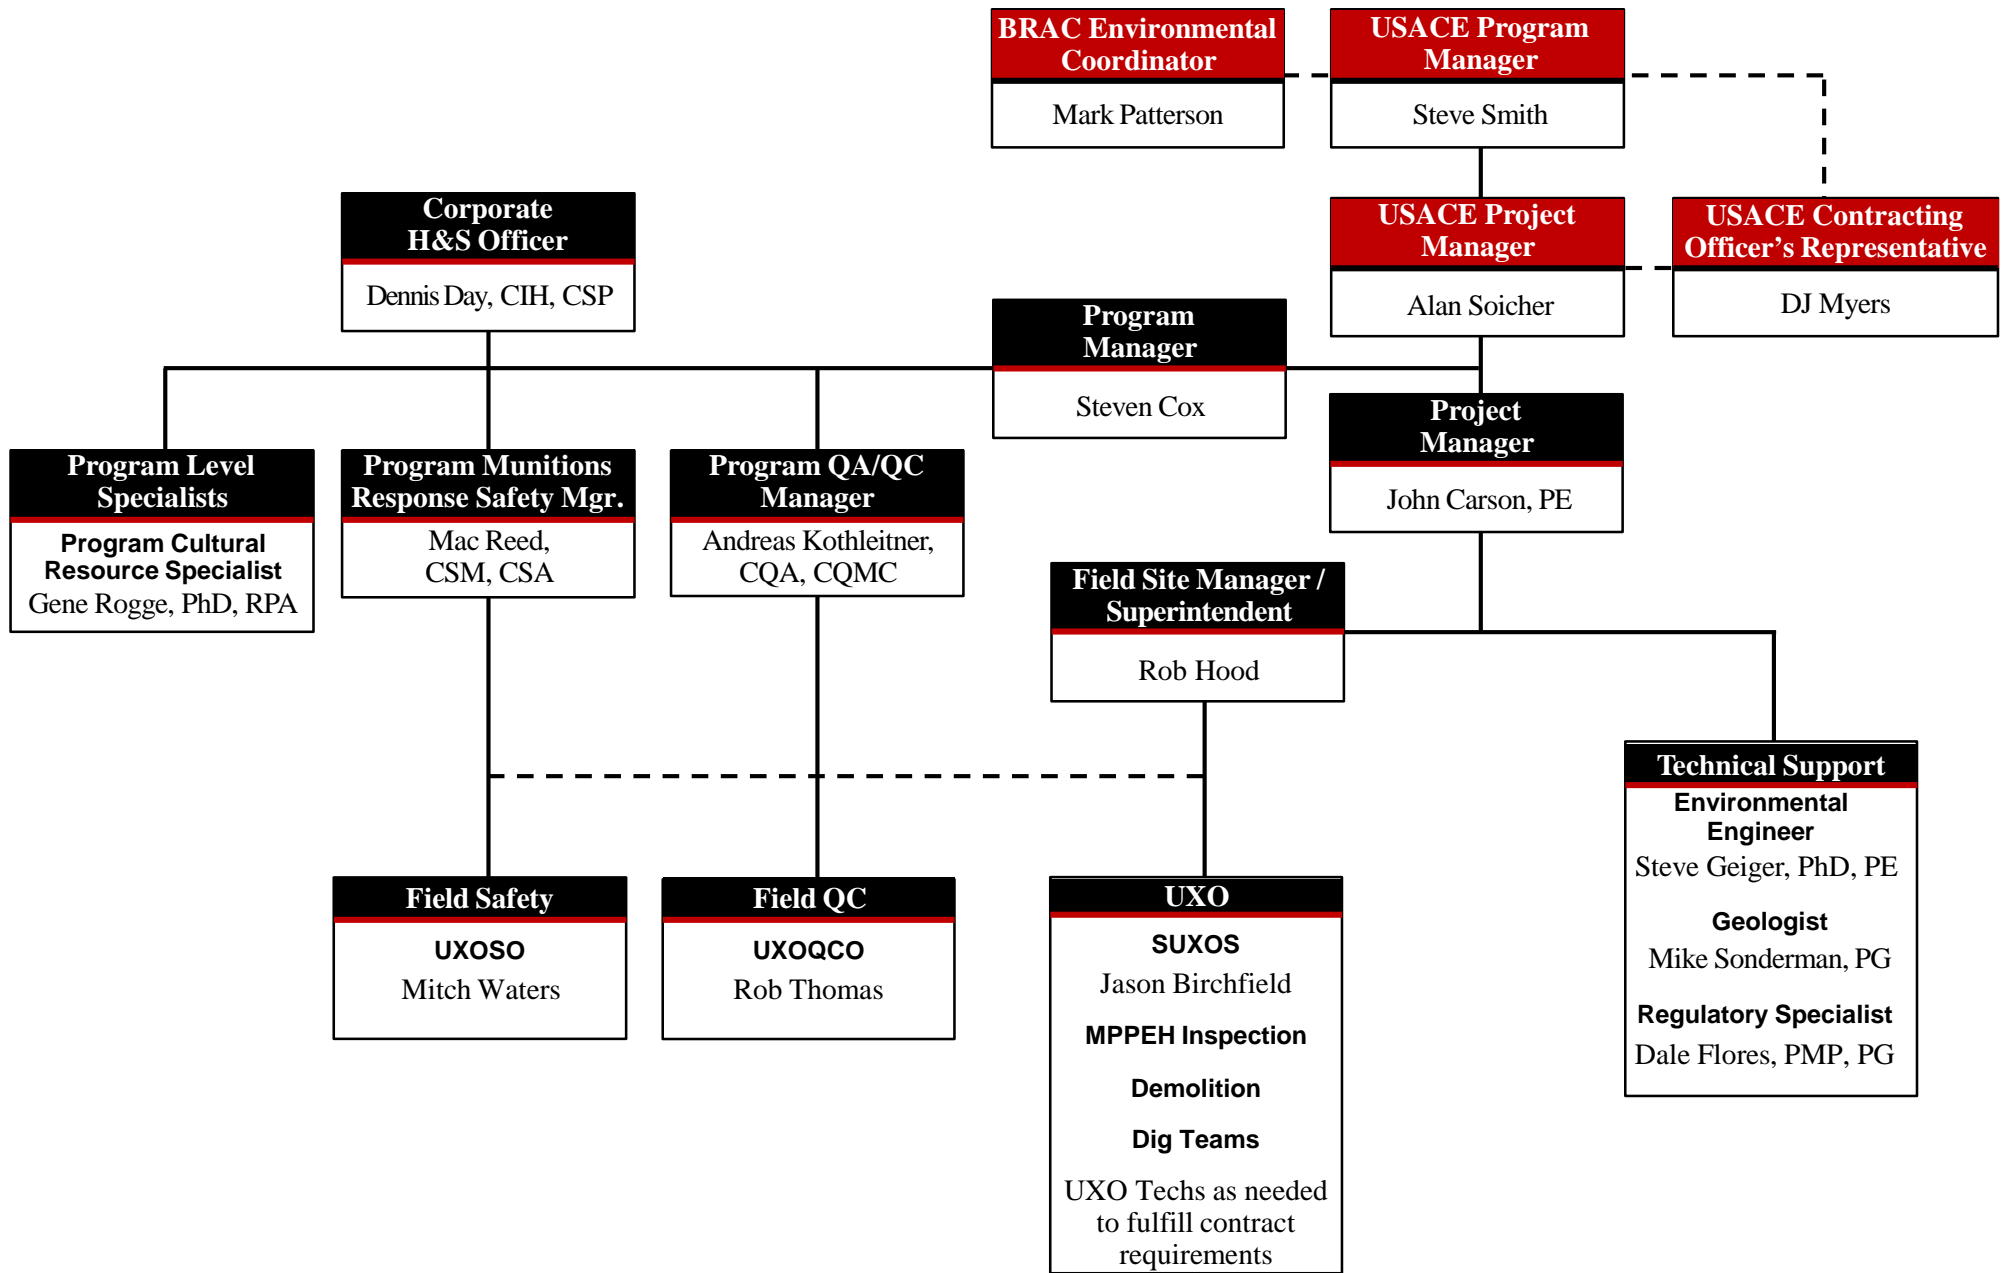 BRAC Environmental
Coordinator
Mark Patterson
USACE Program
Manager
Steve Smith
Corporate
H&S Officer
Dennis Day, CIH, CSP
USACE Project
Manager
Alan Soicher
USACE Contracting
Officer’s Representative
DJ Myers
Program
Manager
Steven Cox
Project
Manager
John Carson, PE
Program Level
Specialists
Program Cultural
Resource Specialist
Gene Rogge, PhD, RPA
Program Munitions
Response Safety Mgr.
Mac Reed,
CSM, CSA
Program QA/QC
Manager
Andreas Kothleitner,
CQA, CQMC
Field Site Manager /
Superintendent
Rob Hood
Technical Support
Environmental
Engineer
Steve Geiger, PhD, PE
Geologist
Mike Sonderman, PG
Regulatory Specialist
Dale Flores, PMP, PG
Field Safety
UXOSO
Mitch Waters
Field QC
UXOQCO
Rob Thomas
UXO
SUXOS
Jason Birchfield
MPPEH Inspection
Demolition
Dig Teams
UXO Techs as needed
to fulfill contract
requirements